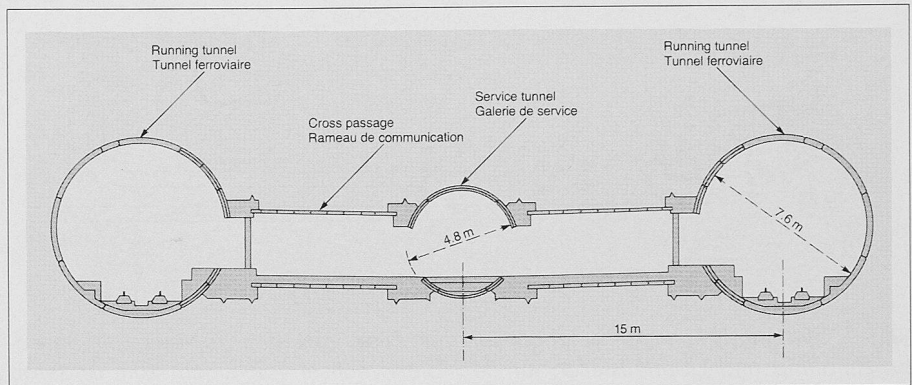 Running tunnel
Tunnel ferroviaire
Running tunnel
Tunnel ferroviaire
Service tunnel
Galerie de service
Cross passage
Rameau de communication
4.8 m
7.6 m
15 m